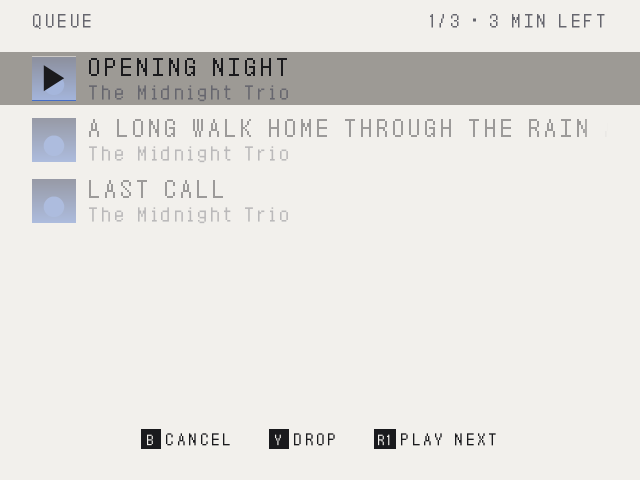 QUEUE
1/3 · 3 MIN LEFT
OPENING NIGHT
The Midnight Trio
A LONG WALK HOME THROUGH THE RAIN
The Midnight Trio
LAST CALL
The Midnight Trio
B CANCEL Y DROP R1 PLAY NEXT